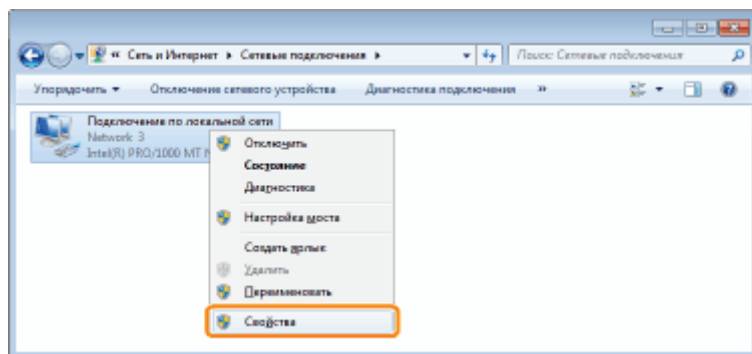 « Сеть и Интернет ▸ Сетевые подключения ▸
Поиск: Сетевые подключения
Упорядочить ▾ Отключение сетевого устройства Диагностика подключения »
Подключение по локальной сети
Network 3
Intel(R) PRO/1000 MT
Отключить
Состояние
Диагностика
Настройка моста
Создать ярлык
Удалить
Переименовать
Свойства